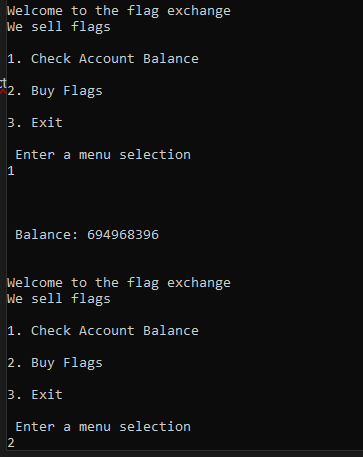 Welcome to the flag exchange
We sell flags
1. Check Account Balance
2. Buy Flags
3. Exit
Enter a menu selection
1
Balance: 694968396
Welcome to the flag exchange
We sell flags
1. Check Account Balance
2. Buy Flags
3. Exit
Enter a menu selection
2